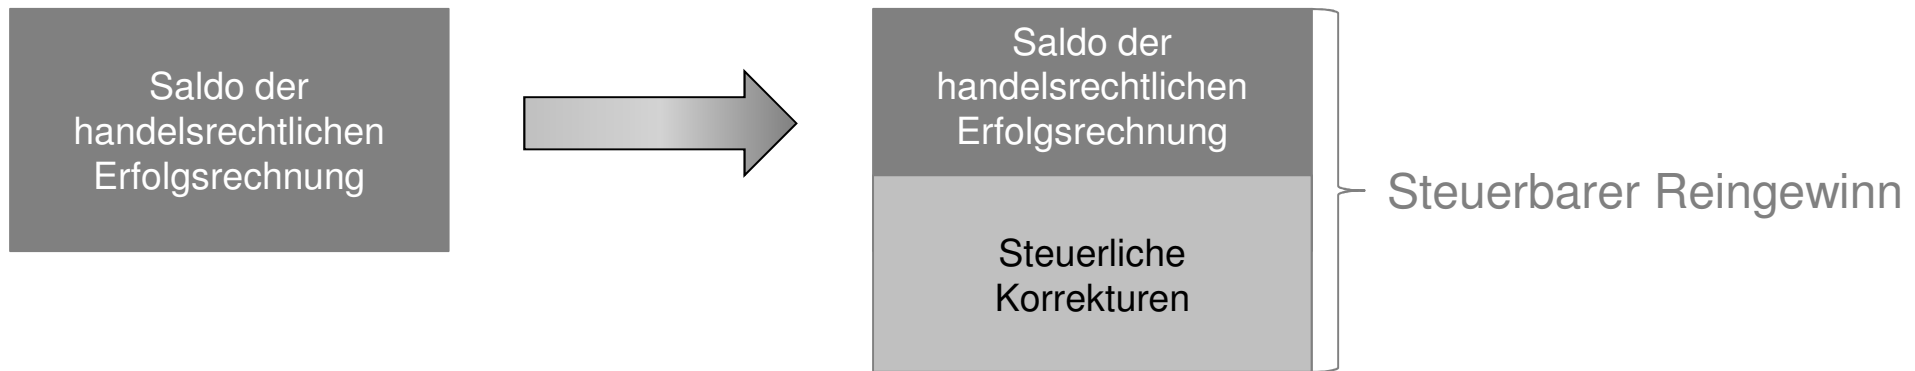 Saldo der
handelsrechtlichen
Erfolgsrechnung
Saldo der
handelsrechtlichen
Erfolgsrechnung
Steuerliche
Korrekturen
Steuerbarer Reingewinn